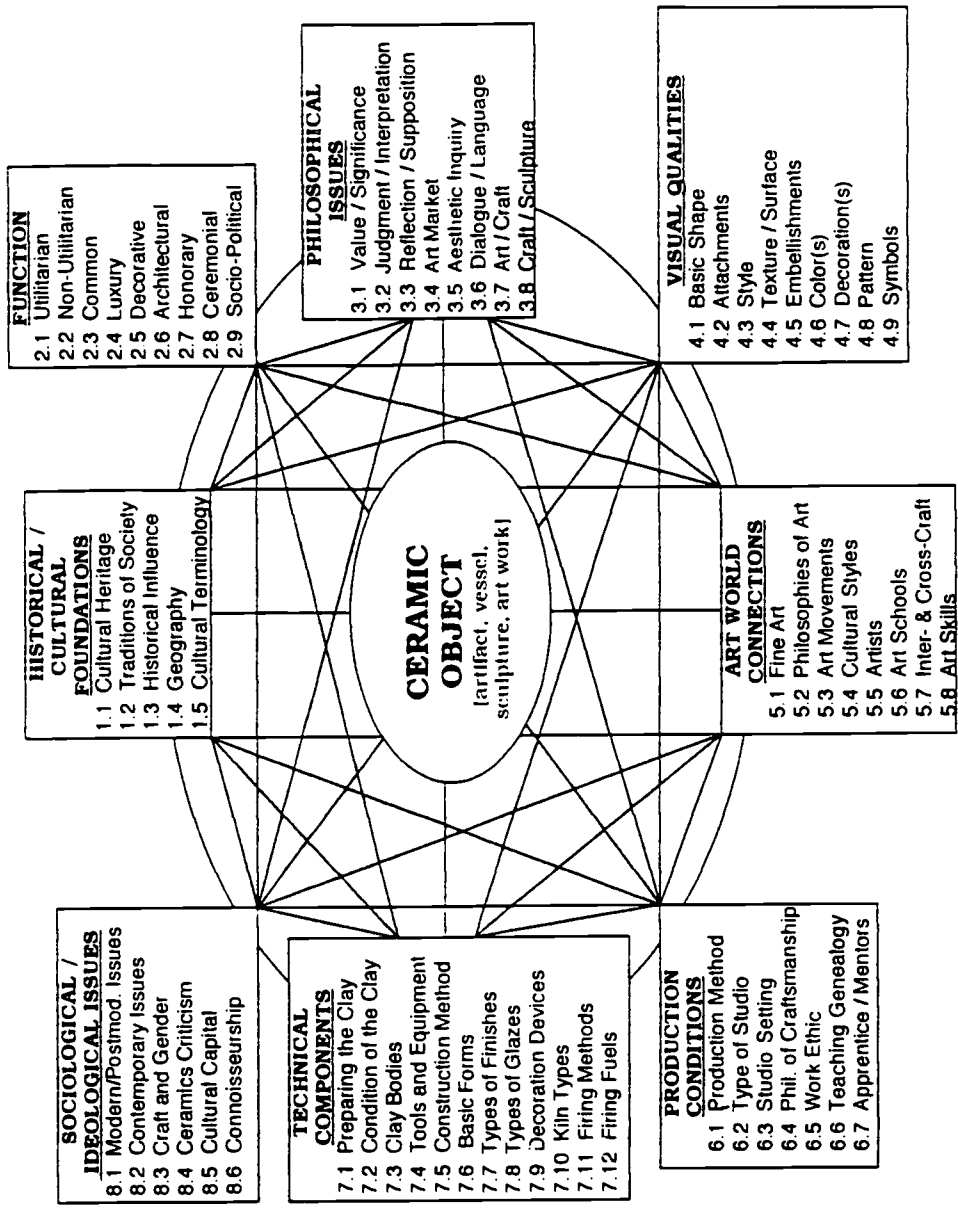 HISTORICAL /
CULTURAL
FOUNDATIONS
1.1 Cultural Heritage
1.2 Traditions of Society
1.3 Historical Influence
1.4 Geography
1.5 Cultural Terminology
FUNCTION
2.1 Utilitarian
2.2 Non-Utilitarian
2.3 Common
2.4 Luxury
2.5 Decorative
2.6 Architectural
2.7 Honorary
2.8 Ceremonial
2.9 Socio-Political
PHILOSOPHICAL
ISSUES
3.1 Value / Significance
3.2 Judgment / Interpretation
3.3 Reflection / Supposition
3.4 Art Market
3.5 Aesthetic Inquiry
3.6 Dialogue / Language
3.7 Art / Craft
3.8 Craft / Sculpture
VISUAL QUALITIES
4.1 Basic Shape
4.2 Attachments
4.3 Style
4.4 Texture / Surface
4.5 Embellishments
4.6 Color(s)
4.7 Decoration(s)
4.8 Pattern
4.9 Symbols
ART WORLD
CONNECTIONS
5.1 Fine Art
5.2 Philosophies of Art
5.3 Art Movements
5.4 Cultural Styles
5.5 Artists
5.6 Art Schools
5.7 Inter- & Cross-Craft
5.8 Art Skills
PRODUCTION
CONDITIONS
6.1 Production Method
6.2 Type of Studio
6.3 Studio Setting
6.4 Phil. of Craftsmanship
6.5 Work Ethic
6.6 Teaching Genealogy
6.7 Apprentice / Mentors
TECHNICAL
COMPONENTS
7.1 Preparing the Clay
7.2 Condition of the Clay
7.3 Clay Bodies
7.4 Tools and Equipment
7.5 Construction Method
7.6 Basic Forms
7.7 Types of Finishes
7.8 Types of Glazes
7.9 Decoration Devices
7.10 Kiln Types
7.11 Firing Methods
7.12 Firing Fuels
SOCIOLOGICAL /
IDEOLOGICAL ISSUES
8.1 Modern/Postmod. Issues
8.2 Contemporary Issues
8.3 Craft and Gender
8.4 Ceramics Criticism
8.5 Cultural Capital
8.6 Connoisseurship
CERAMIC
OBJECT
[artifact, vessel,
sculpture, art work]